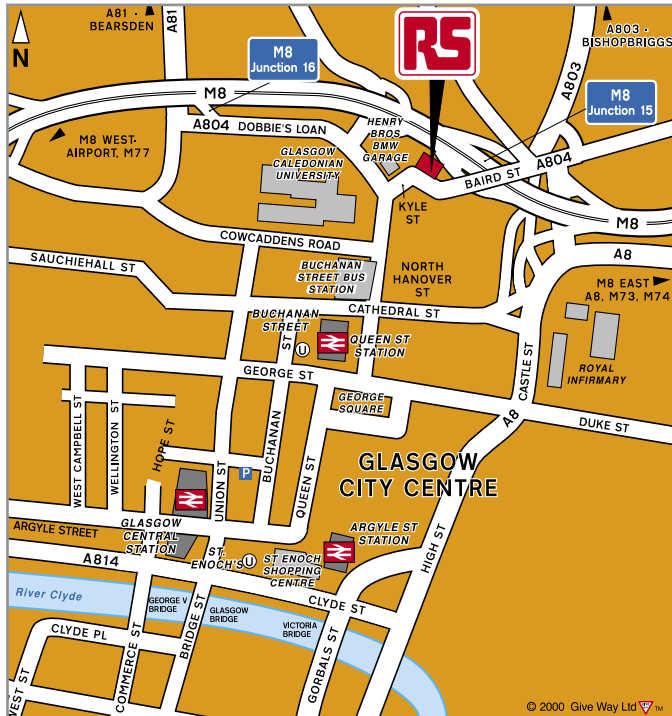 A81 -
BEARSDEN
A81
N
M8
Junction 16
RS
A803 -
BISHOPBRIGGS
A803
M8
Junction 15
M8
M8 WEST-
AIRPORT, M77
A804 DOBBIE'S LOAN
HENRY
BROS
BMW
GARAGE
GLASGOW
CALEDONIAN
UNIVERSITY
BAIRD ST
A804
KYLE
ST
M8
COWCADDENS ROAD
A8
SAUCHIEHALL ST
BUCHANAN
STREET BUS
STATION
NORTH
HANOVER
ST
M8 EAST
A8, M73, M74
CATHEDRAL ST
BUCHANAN
STREET
U
QUEEN ST
STATION
CASTLE ST
ROYAL
INFIRMARY
GEORGE ST
GEORGE
SQUARE
A8
DUKE ST
WEST CAMPBELL ST
WELLINGTON ST
HOPE ST
UNION ST
BUCHANAN
ST
QUEEN ST
P
GLASGOW
CITY CENTRE
ARGYLE STREET
GLASGOW
CENTRAL
STATION
ARGYLE ST
STATION
HIGH ST
ST.
ENOCH'S
U
ST ENOCH
SHOPPING
CENTRE
A814
CLYDE ST
River Clyde
GEORGE V
BRIDGE
GLASGOW
BRIDGE
VICTORIA
BRIDGE
CLYDE PL
WEST ST
COMMERCE ST
BRIDGE ST
GORBALS ST
© 2000 Give Way Ltd TM